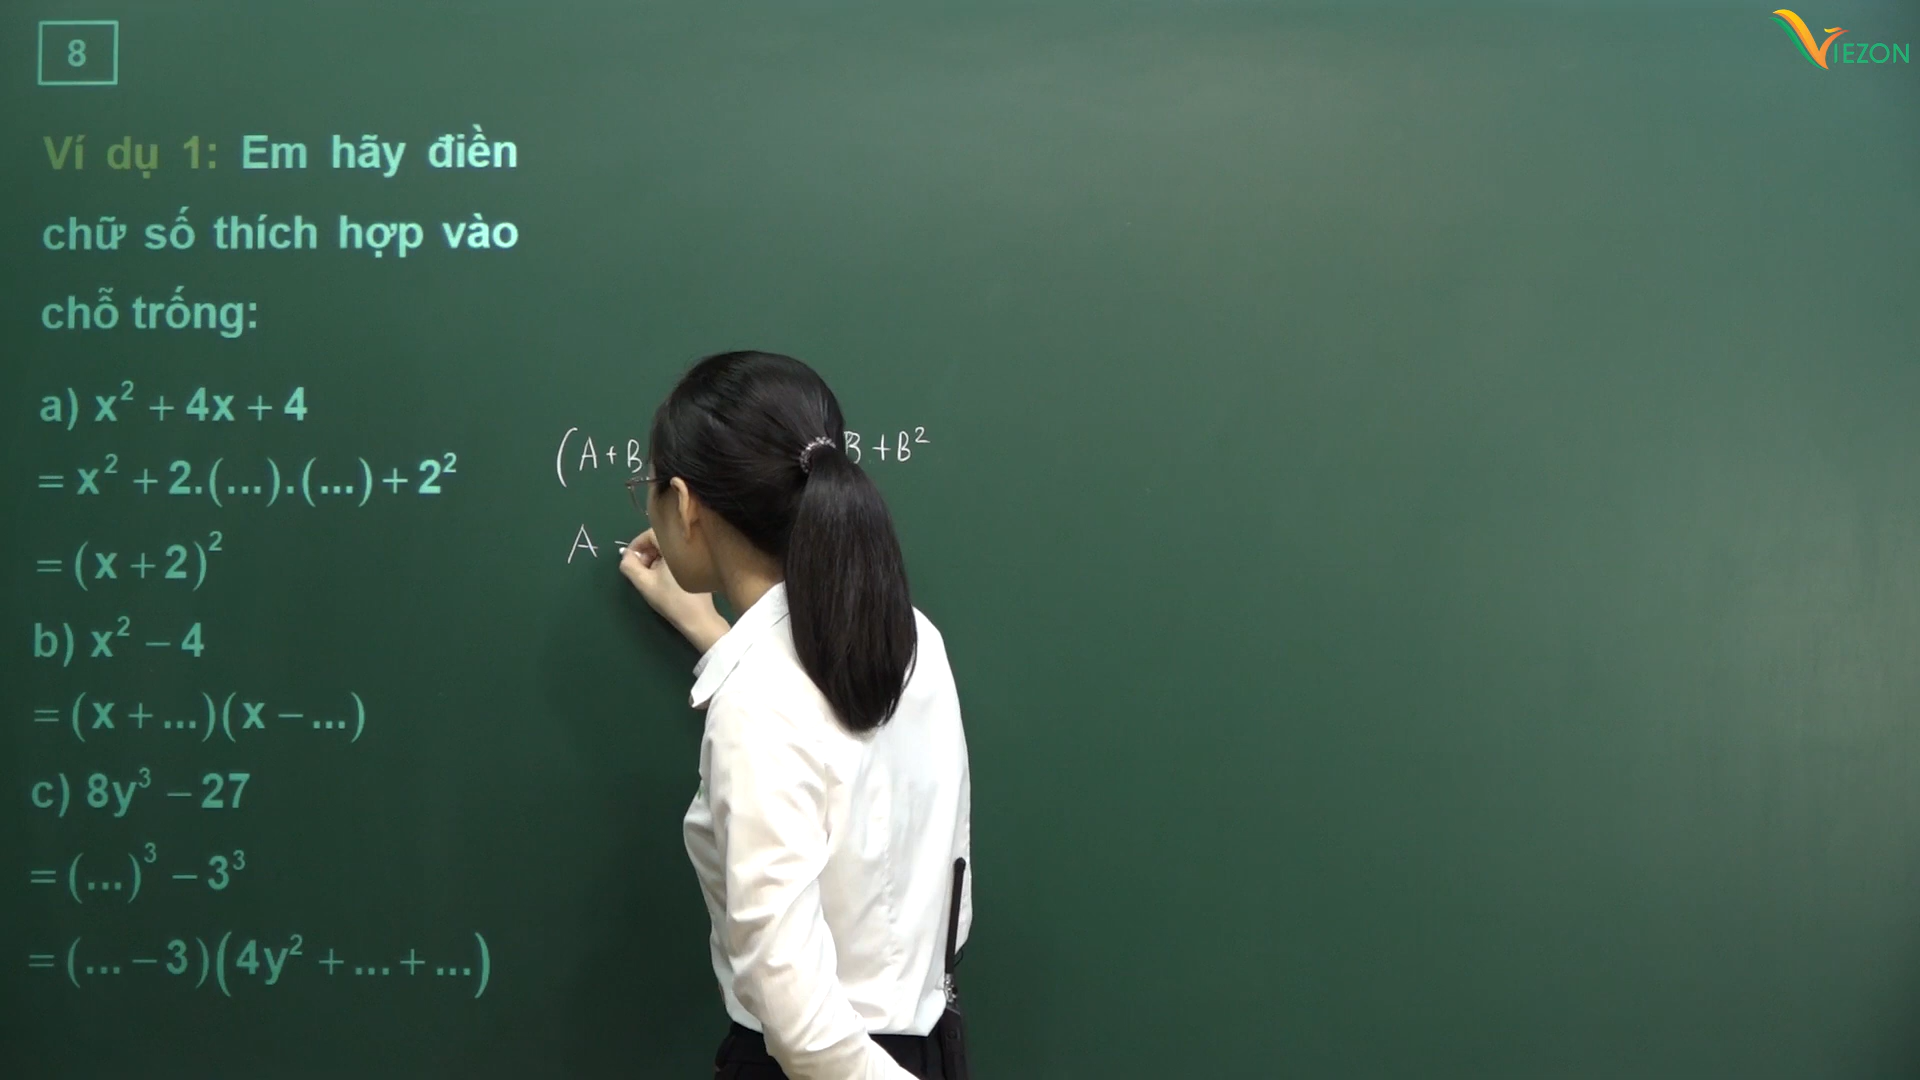 8
VIEZON
Ví dụ 1: Em hãy điền
chữ số thích hợp vào
chỗ trống:
a) x² + 4x + 4
= x² + 2.(...).(...) + 2²
= (x + 2)²
b) x² − 4
= (x + ...)(x − ...)
c) 8y³ − 27
= (...)³ − 3³
= (... − 3)(4y² + ... + ...)
(A+B B + B²
A =